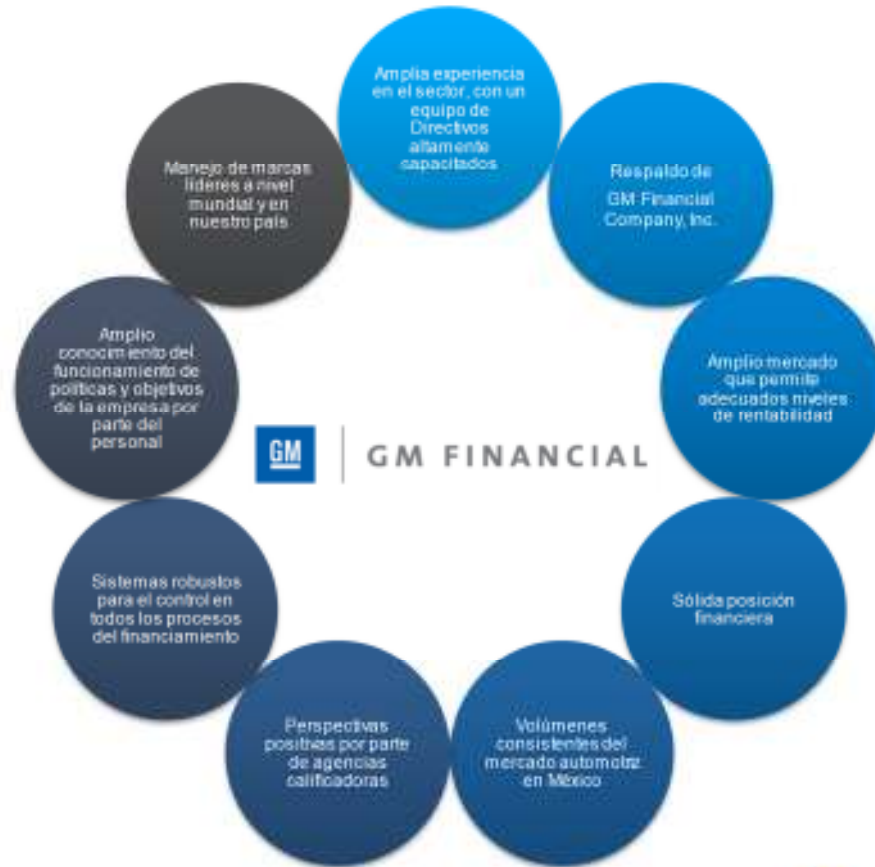 Amplia experiencia
en el sector, con un
equipo de
Directivos
altamente
capacitados
Respaldo de
GM Financial
Company, Inc.
Amplio mercado
que permite
adecuados niveles
de rentabilidad
Sólida posición
financiera
Volúmenes
consistentes del
mercado automotriz
en México
Perspectivas
positivas por parte
de agencias
calificadoras
Sistemas robustos
para el control en
todos los procesos
del financiamiento
Amplio
conocimiento del
funcionamiento de
políticas y objetivos
de la empresa por
parte del
personal
Manejo de marcas
líderes a nivel
mundial y en
nuestro país
GM
GM FINANCIAL